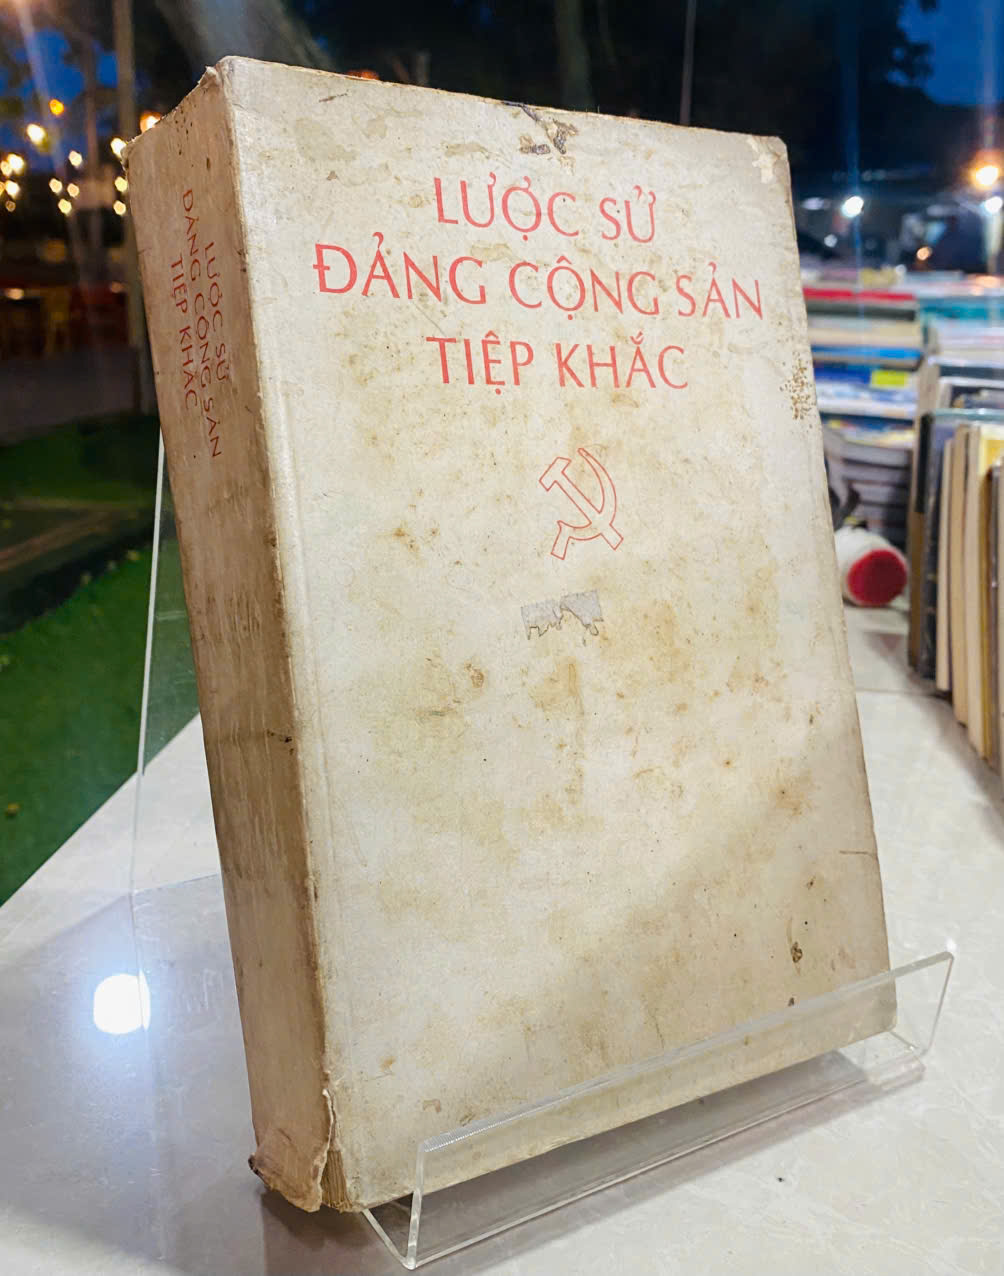 LƯỢC SỬ
ĐẢNG CỘNG SẢN
TIỆP KHẮC
LƯỢC SỬ
ĐẢNG CỘNG SẢN
TIỆP KHẮC